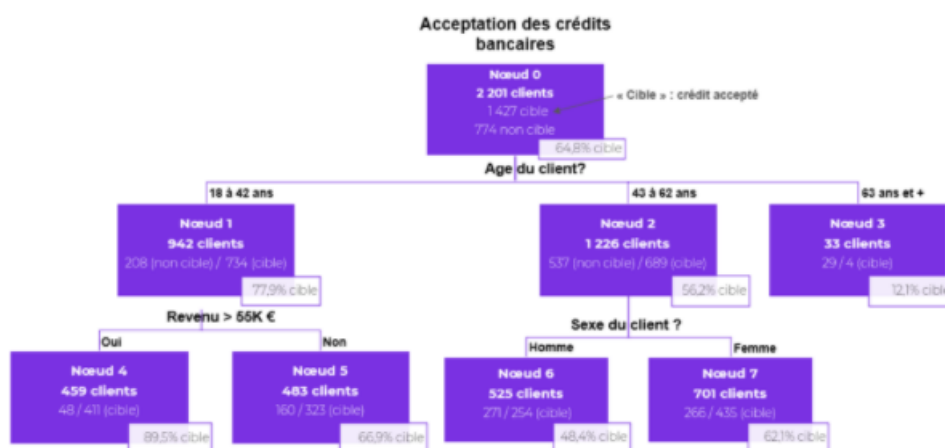 Acceptation des crédits
bancaires
Nœud 0
2 201 clients
1 427 cible
774 non cible
« Cible » : crédit accepté
64,8% cible
Age du client?
18 à 42 ans
43 à 62 ans
63 ans et +
Nœud 1
942 clients
208 (non cible) / 734 (cible)
77,9% cible
Nœud 2
1 226 clients
537 (non cible) / 689 (cible)
56,2% cible
Nœud 3
33 clients
29 / 4 (cible)
12,1% cible
Revenu > 55K €
Oui
Non
Sexe du client ?
Homme
Femme
Nœud 4
459 clients
48 / 411 (cible)
89,5% cible
Nœud 5
483 clients
160 / 323 (cible)
66,9% cible
Nœud 6
525 clients
271 / 254 (cible)
48,4% cible
Nœud 7
701 clients
266 / 435 (cible)
62,1% cible